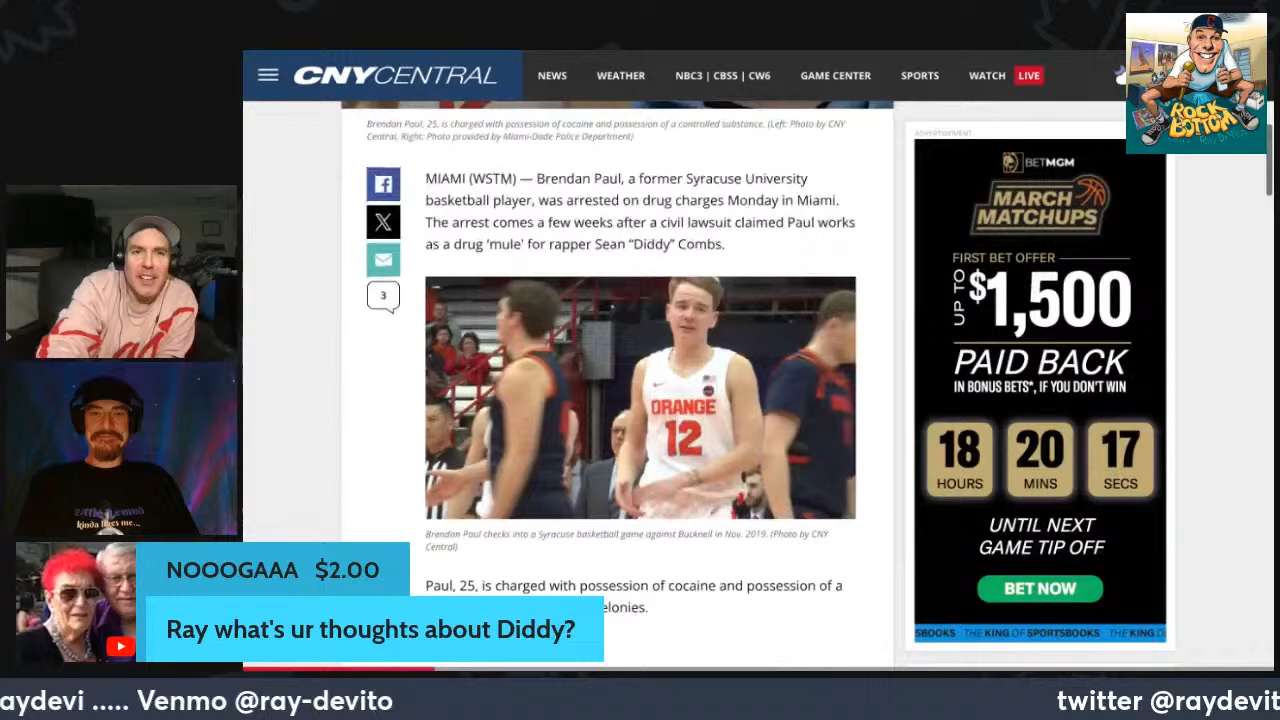 CNYCENTRAL
NEWS
WEATHER
NBC3 | CBS5 | CW6
GAME CENTER
SPORTS
WATCH
LIVE
ROCK
BOTTOM
Brendan Paul, 25, is charged with possession of cocaine and possession of a controlled substance. (Left: Photo by CNY
Central, Right: Photo provided by Miami-Dade Police Department)
MIAMI (WSTM) — Brendan Paul, a former Syracuse University
basketball player, was arrested on drug charges Monday in Miami.
The arrest comes a few weeks after a civil lawsuit claimed Paul works
as a drug 'mule' for rapper Sean “Diddy” Combs.
3
ORANGE
12
Brendan Paul checks into a Syracuse basketball game against Bucknell in Nov. 2019. (Photo by CNY
Central)
Paul, 25, is charged with possession of cocaine and possession of a
elonies.
ADVERTISEMENT
BETMGM
MARCH
MATCHUPS
FIRST BET OFFER
UP TO
$1,500
PAID BACK
IN BONUS BETS*, IF YOU DON'T WIN
18
HOURS
20
MINS
17
SECS
UNTIL NEXT
GAME TIP OFF
BET NOW
SBOOKS THE KING OF SPORTSBOOKS THE KING O
kinda likes me...
NOOOGAAA $2.00
Ray what's ur thoughts about Diddy?
aydevi ..... Venmo @ray-devito
twitter @raydevit